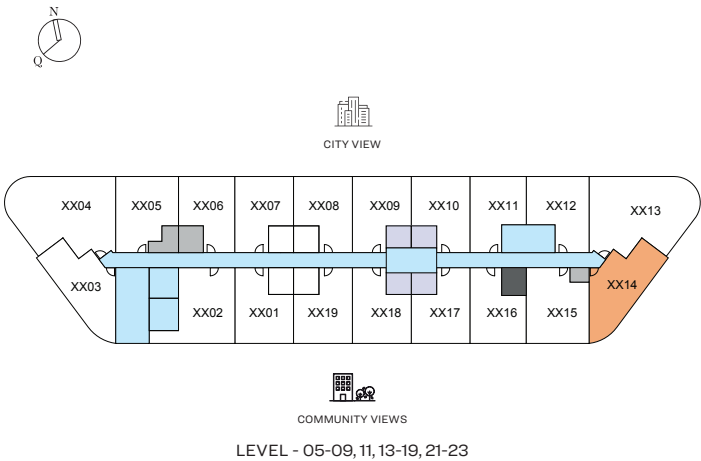 N
Q
CITY VIEW
XX04
XX05
XX06
XX07
XX08
XX09
XX10
XX11
XX12
XX13
XX03
XX02
XX01
XX19
XX18
XX17
XX16
XX15
XX14
COMMUNITY VIEWS
LEVEL - 05-09, 11, 13-19, 21-23